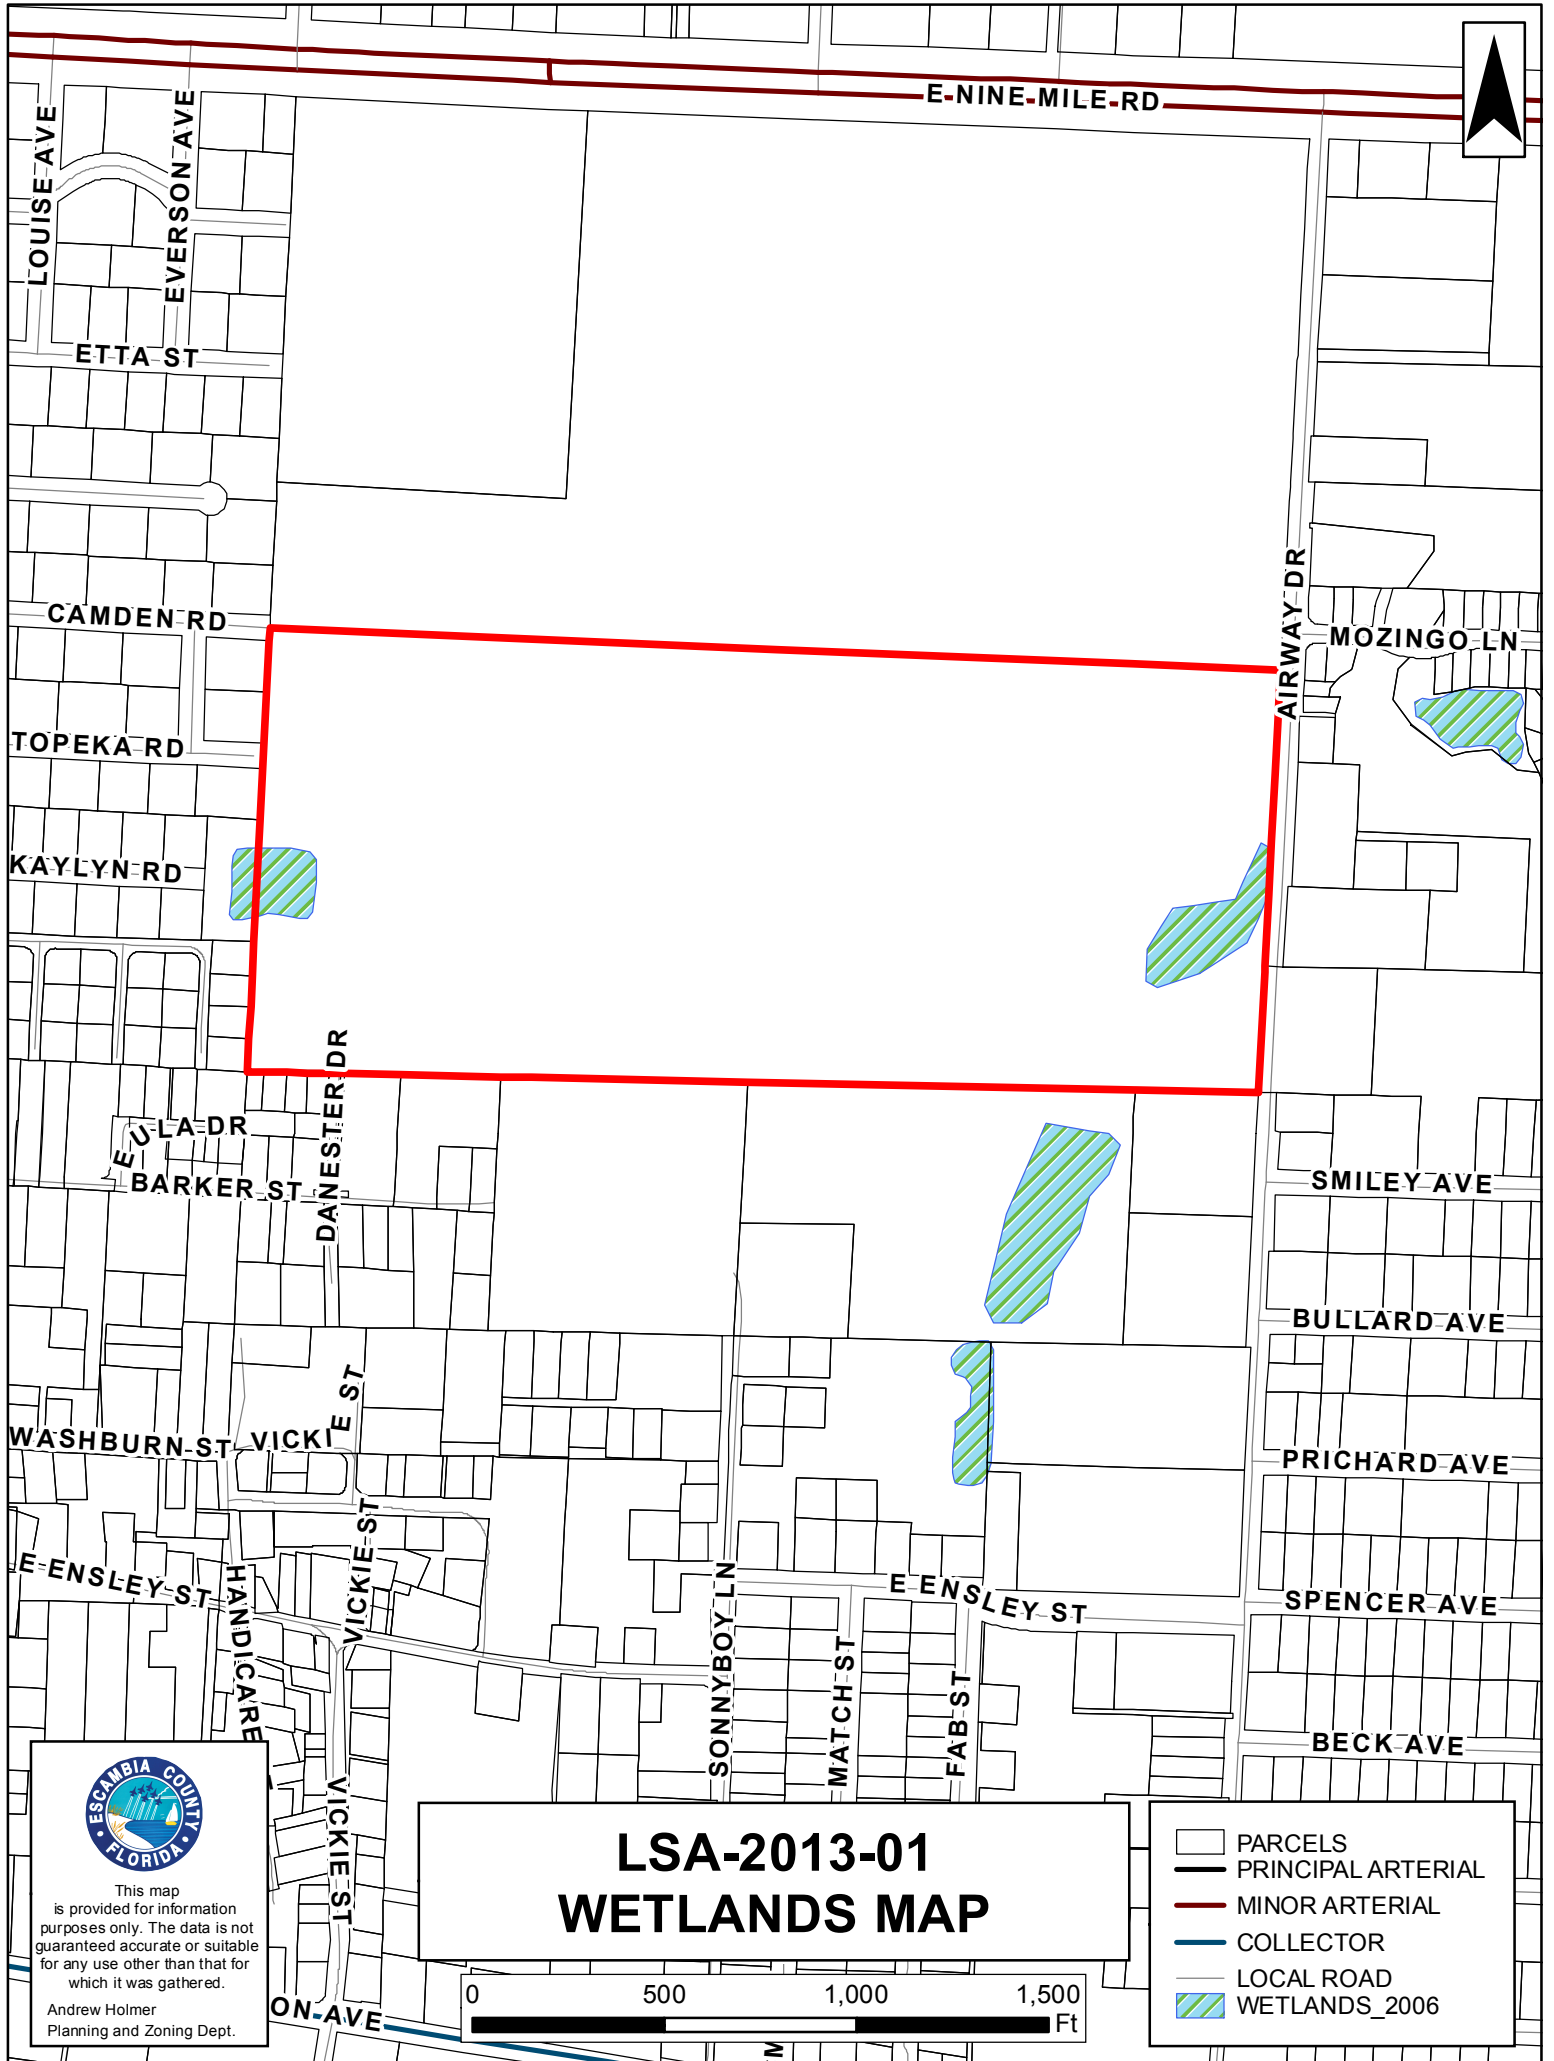 E NINE MILE RD
LOUISE AVE
EVERSON AVE
ETTA ST
CAMDEN RD
AIRWAY DR
MOZINGO LN
TOPEKA RD
KAYLYN RD
DANESTER DR
EULA DR
BARKER ST
SMILEY AVE
BULLARD AVE
WASHBURN ST
VICKIE ST
PRICHARD AVE
E ENSLEY ST
HANDICARE
VICKIE ST
SONNYBOY LN
E ENSLEY ST
SPENCER AVE
MATCH ST
FAB ST
BECK AVE
VICKIE ST
ON AVE
ESCAMBIA COUNTY
FLORIDA
This map
is provided for information
purposes only. The data is not
guaranteed accurate or suitable
for any use other than that for
which it was gathered.
Andrew Holmer
Planning and Zoning Dept.
LSA-2013-01
WETLANDS MAP
0 500 1,000 1,500
Ft
PARCELS
PRINCIPAL ARTERIAL
MINOR ARTERIAL
COLLECTOR
LOCAL ROAD
WETLANDS_2006